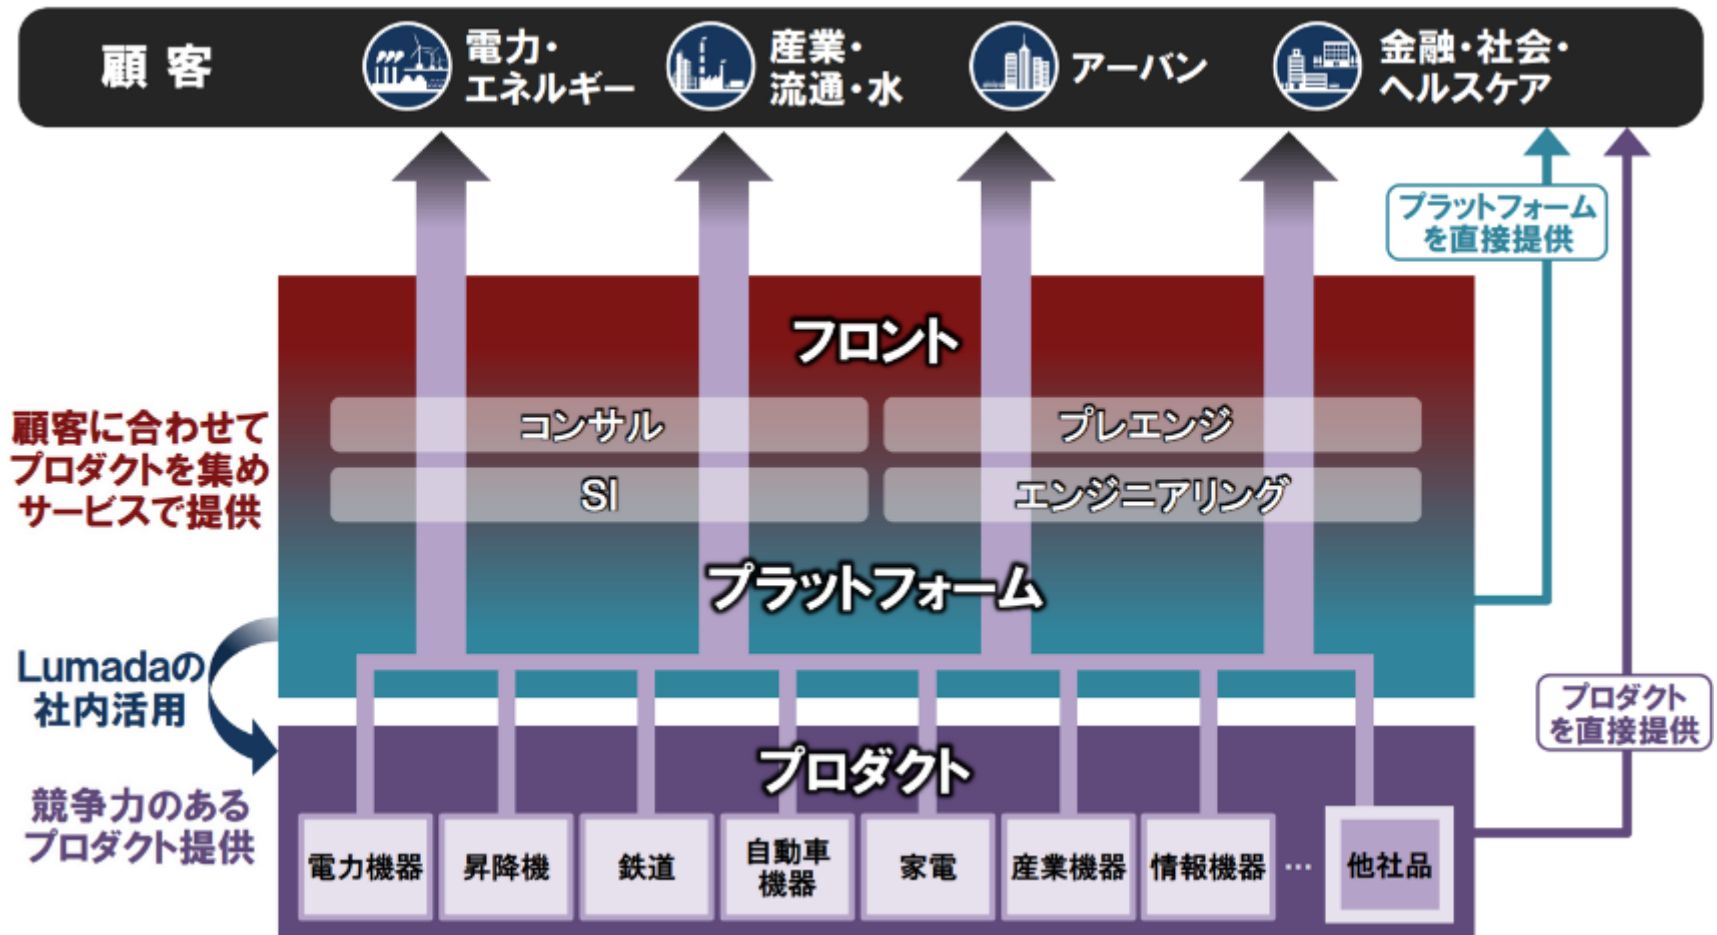 顧客
電力・
エネルギー
産業・
流通・水
アーバン
金融・社会・
ヘルスケア
プラットフォーム
を直接提供
フロント
コンサル
プレエンジ
SI
エンジニアリング
顧客に合わせて
プロダクトを集め
サービスで提供
プラットフォーム
Lumadaの
社内活用
プロダクト
を直接提供
プロダクト
競争力のある
プロダクト提供
電力機器
昇降機
鉄道
自動車
機器
家電
産業機器
情報機器
…
他社品